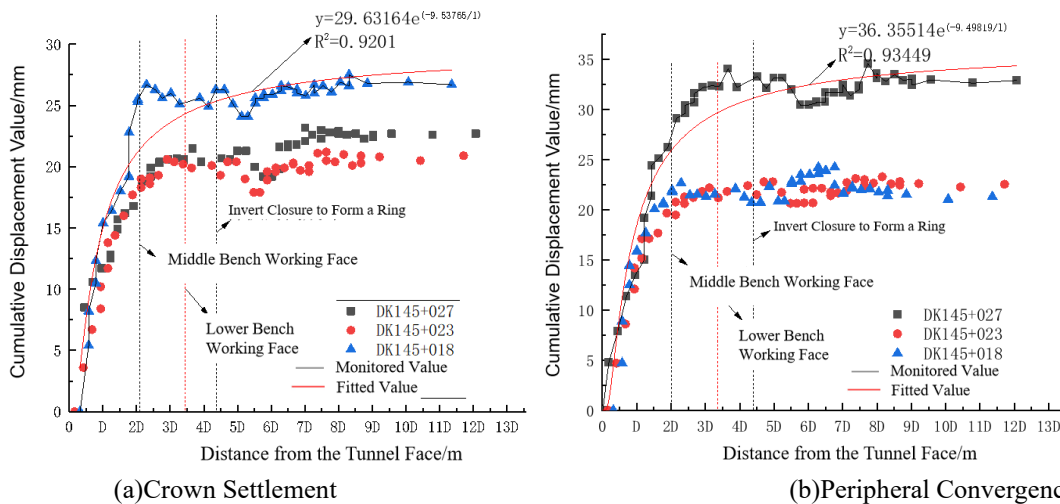 y=29.63164e^(-9.53765/1)
R²=0.9201
30
25
20
15
10
5
0
Cumulative Displacement Value/mm
Invert Closure to Form a Ring
Middle Bench Working Face
Lower Bench
Working Face
DK145+027
DK145+023
DK145+018
Monitored Value
Fitted Value
0 D 2D 3D 4D 5D 6D 7D 8D 9D 10D 11D 12D 13D
Distance from the Tunnel Face/m
(a)Crown Settlement
y=36.35514e^(-9.49819/1)
R²=0.93449
35
30
25
20
15
10
5
0
Cumulative Displacement Value/mm
Invert Closure to Form a Ring
Middle Bench Working Face
Lower Bench
Working Face
DK145+027
DK145+023
DK145+018
Monitored Value
Fitted Value
0 D 2D 3D 4D 5D 6D 7D 8D 9D 10D 11D 12D D
Distance from the Tunnel Face/m
(b)Peripheral Convergenc